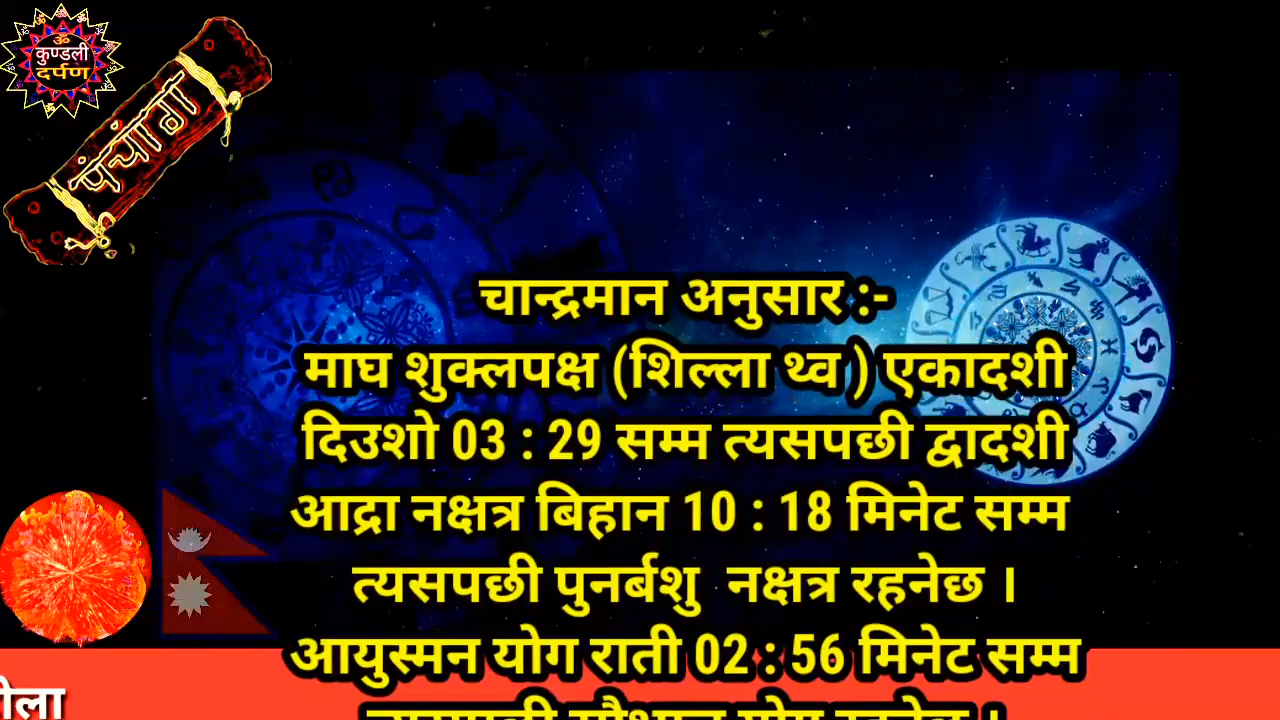 कुण्डली
दर्पण
पंचांग
चान्द्रमान अनुसार :-
माघ शुक्लपक्ष (शिल्ला थ्व ) एकादशी
दिउशो 03 : 29 सम्म त्यसपछी द्वादशी
आद्रा नक्षत्र बिहान 10 : 18 मिनेट सम्म
त्यसपछी पुनर्बशु नक्षत्र रहनेछ ।
आयुस्मन योग राती 02 : 56 मिनेट सम्म